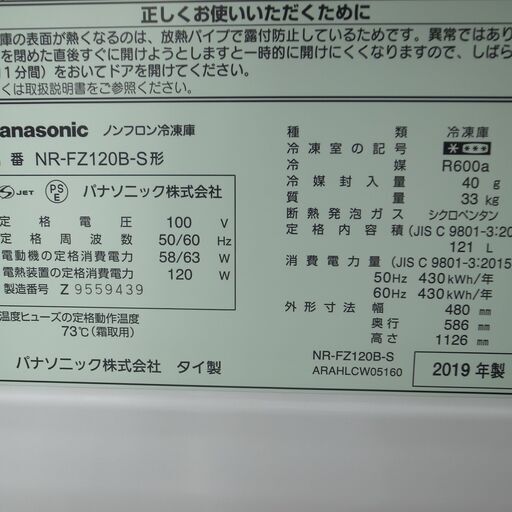 正しくお使いいただくために
庫の表面が熱くなるのは、放熱パイプで露付防止しているためです。異常ではあり
を閉めた直後すぐに開けようとしますと一時的に開けにくくなりますので、しばら
1分間)をおいてドアを開けてください。
くは取扱説明書をご参照ください。
anasonic ノンフロン冷凍庫
番 NR-FZ120B-S形
S JET PSE パナソニック株式会社
定格電圧 100 V
定格周波数 50/60 Hz
電動機の定格消費電力 58/63 W
電熱装置の定格消費電力 120 W
製造番号 Z 9559439
温度ヒューズの定格動作温度
73℃(霜取用)
パナソニック株式会社 タイ製
種類 冷凍庫
冷凍室の記号
冷媒 R600a
冷媒封入量 40 g
質量 33 kg
断熱発泡ガス シクロペンタン
定格内容積 (JIS C 9801-3:20
121 L
消費電力量 (JIS C 9801-3:2015
50Hz 430 kWh/年
60Hz 430 kWh/年
外形寸法 幅 480 mm
奥行 586 mm
高さ 1126 mm
NR-FZ120B-S
ARAHLCW05160
2019 年製